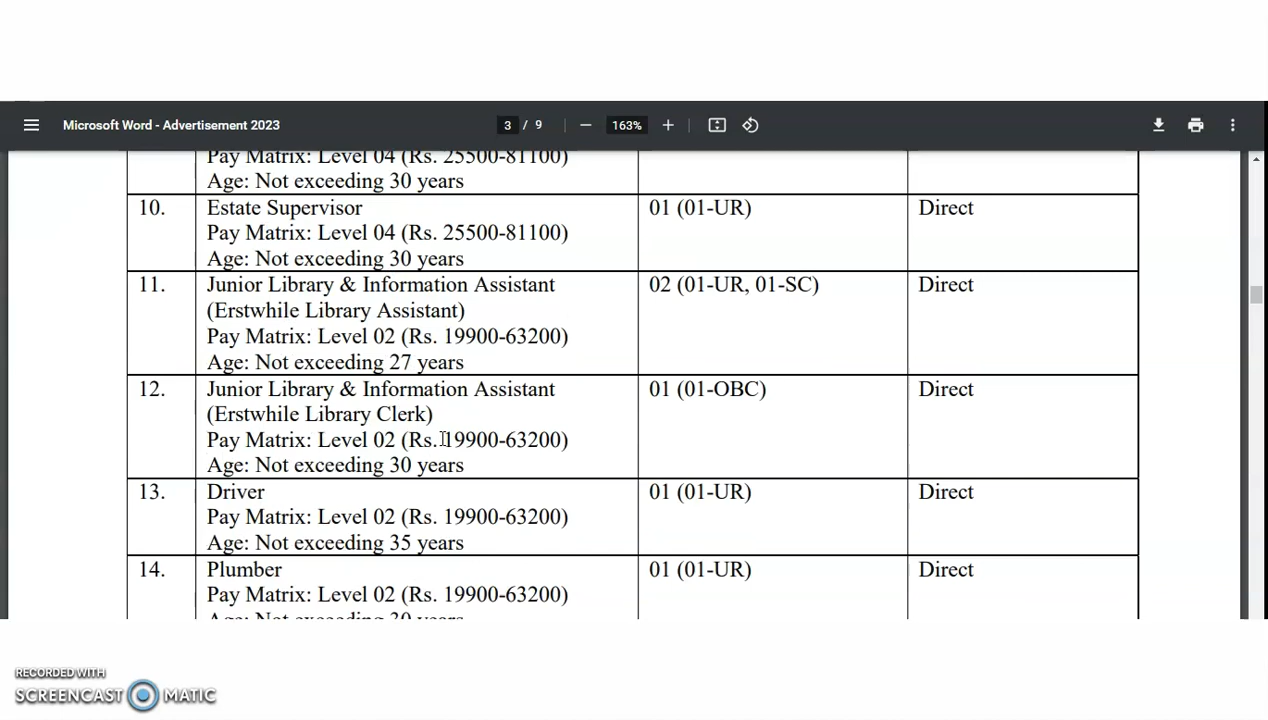 Microsoft Word - Advertisement 2023
3 / 9
163%
Pay Matrix: Level 04 (Rs. 25500-81100)
Age: Not exceeding 30 years
10. Estate Supervisor 01 (01-UR) Direct
Pay Matrix: Level 04 (Rs. 25500-81100)
Age: Not exceeding 30 years
11. Junior Library & Information Assistant 02 (01-UR, 01-SC) Direct
(Erstwhile Library Assistant)
Pay Matrix: Level 02 (Rs. 19900-63200)
Age: Not exceeding 27 years
12. Junior Library & Information Assistant 01 (01-OBC) Direct
(Erstwhile Library Clerk)
Pay Matrix: Level 02 (Rs. 19900-63200)
Age: Not exceeding 30 years
13. Driver 01 (01-UR) Direct
Pay Matrix: Level 02 (Rs. 19900-63200)
Age: Not exceeding 35 years
14. Plumber 01 (01-UR) Direct
Pay Matrix: Level 02 (Rs. 19900-63200)
Age: Not exceeding 30 years
RECORDED WITH
SCREENCAST MATIC